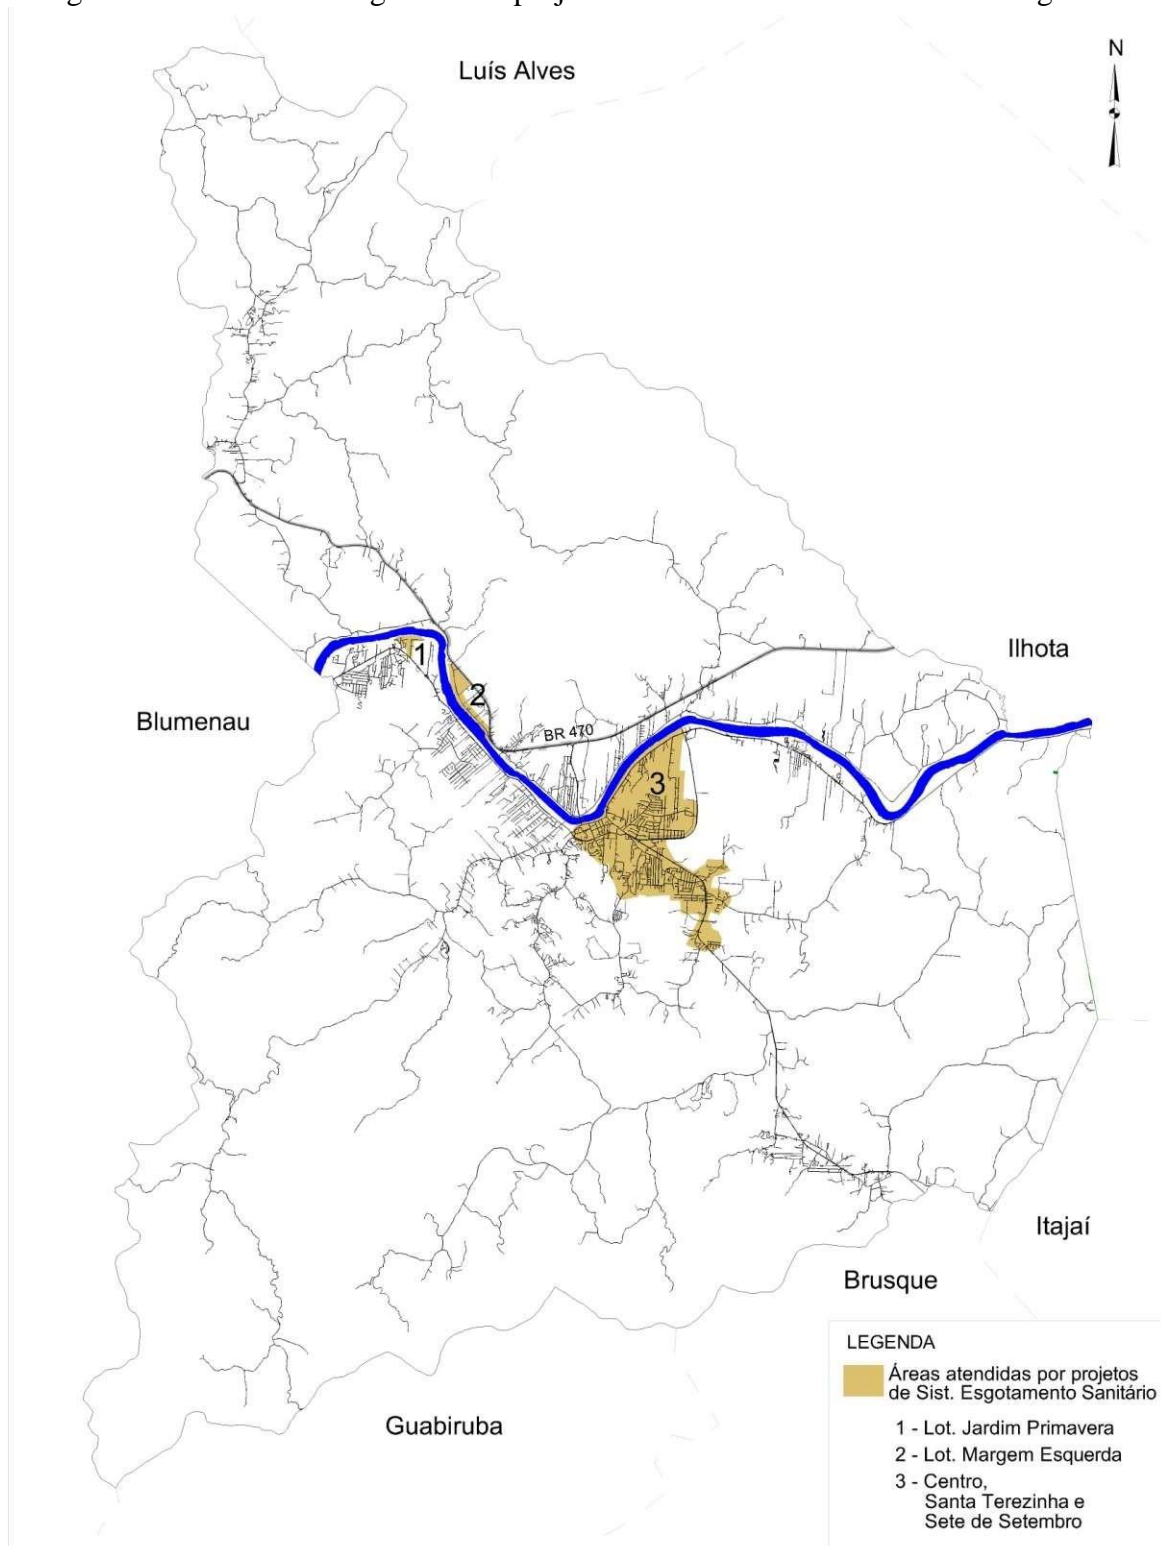 Luís Alves
N
Ilhota
Blumenau
1
2
BR 470
3
Itajaí
Brusque
Guabiruba
LEGENDA
Áreas atendidas por projetos
de Sist. Esgotamento Sanitário
1 - Lot. Jardim Primavera
2 - Lot. Margem Esquerda
3 - Centro,
Santa Terezinha e
Sete de Setembro